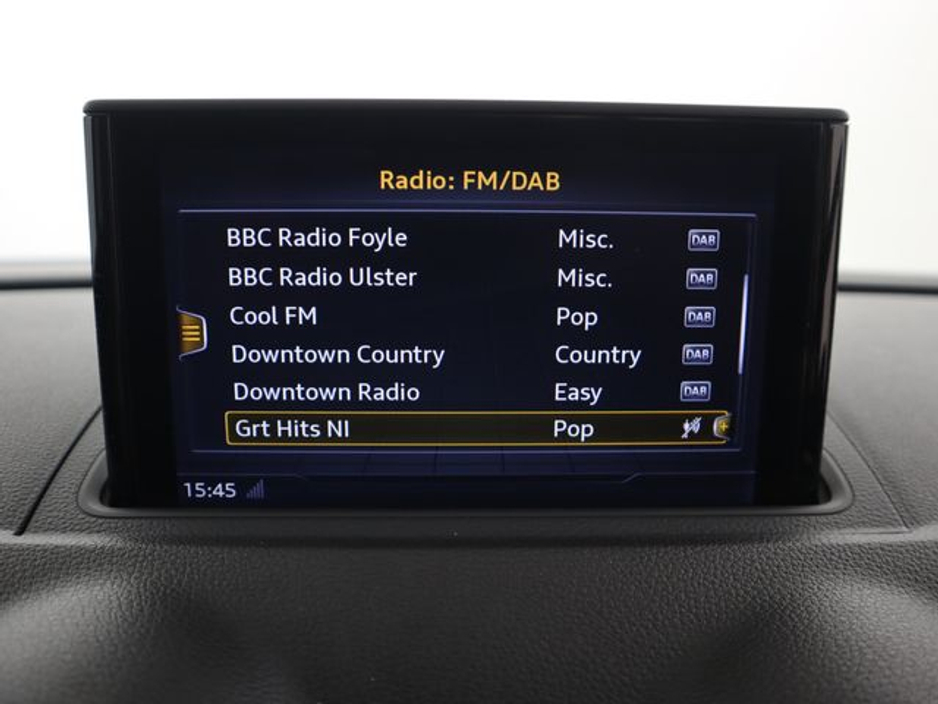 Radio: FM/DAB
BBC Radio Foyle Misc. DAB
BBC Radio Ulster Misc. DAB
Cool FM Pop DAB
Downtown Country Country DAB
Downtown Radio Easy DAB
Grt Hits NI Pop
15:45